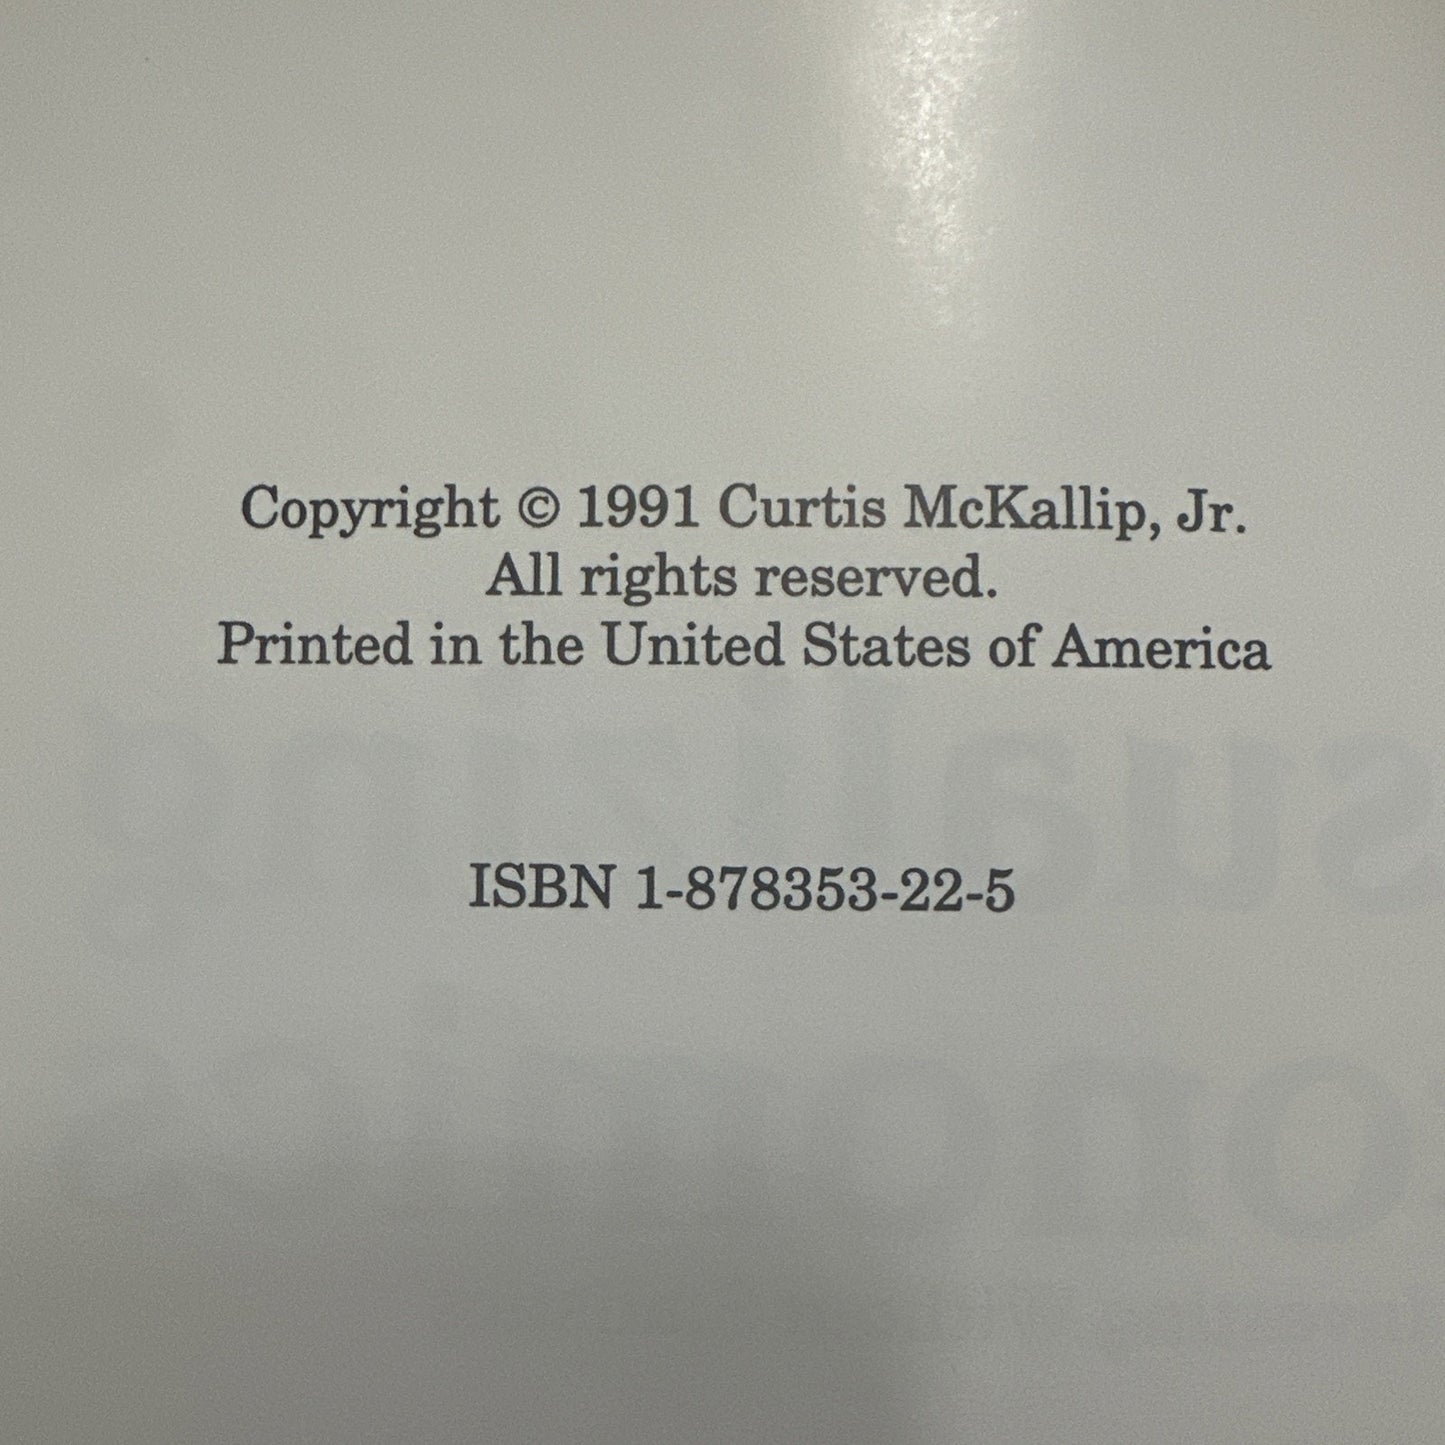 Copyright © 1991 Curtis McKallip, Jr.
All rights reserved.
Printed in the United States of America
ISBN 1-878353-22-5